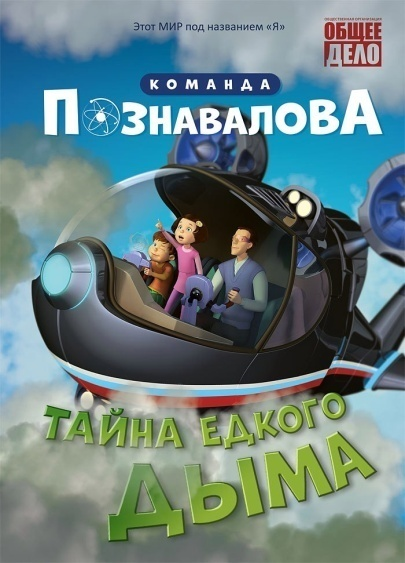 Этот МИР под названием «Я»
ОБЩЕСТВЕННАЯ ОРГАНИЗАЦИЯ
ОБЩЕЕ
ДЕЛО
КОМАНДА
ПОЗНАВАЛОВА
ТАЙНА ЕДКОГО
ДЫМА